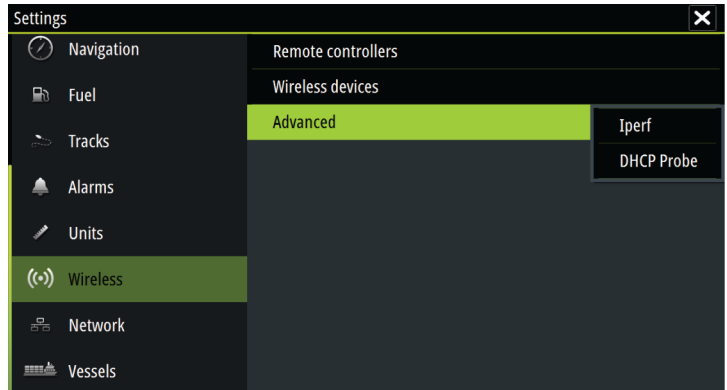 Settings
Navigation
Fuel
Tracks
Alarms
Units
Wireless
Network
Vessels
Remote controllers
Wireless devices
Advanced
Iperf
DHCP Probe